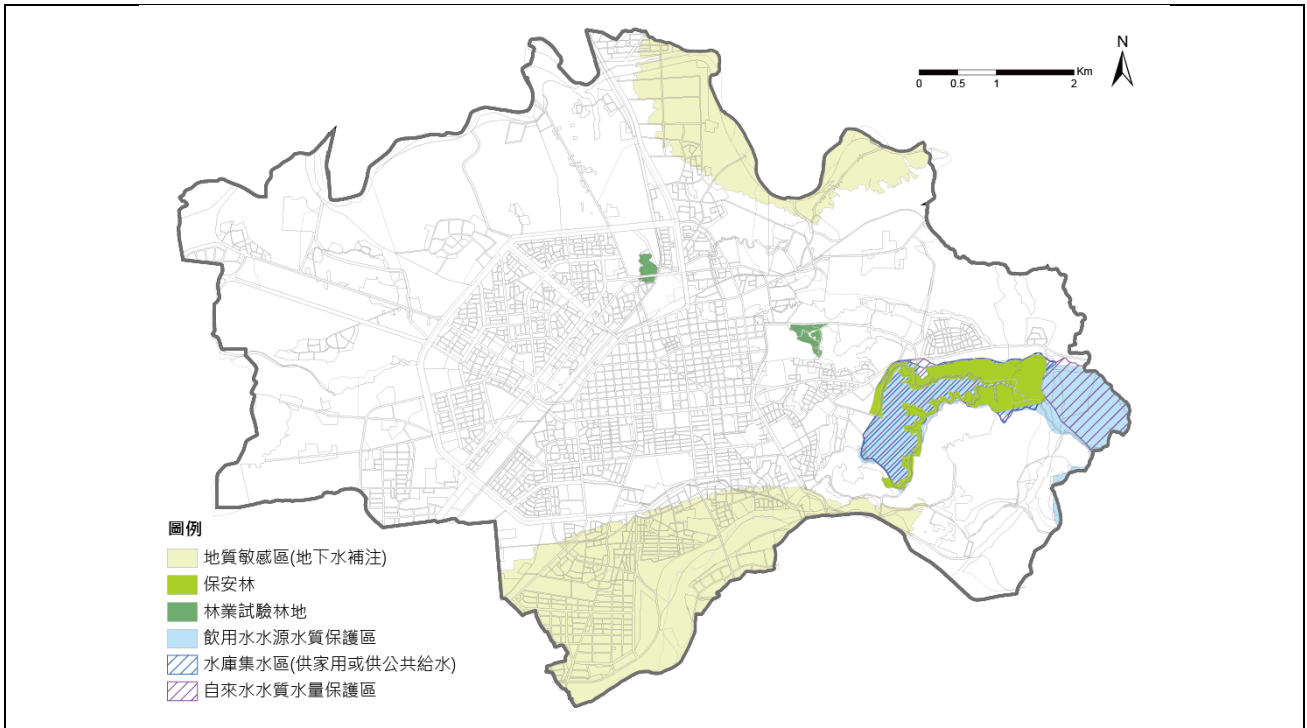 N
Km
0 0.5 1 2
圖例
地質敏感區(地下水補注)
保安林
林業試驗林地
飲用水水源水質保護區
水庫集水區(供家用或供公共給水)
自來水水質水量保護區